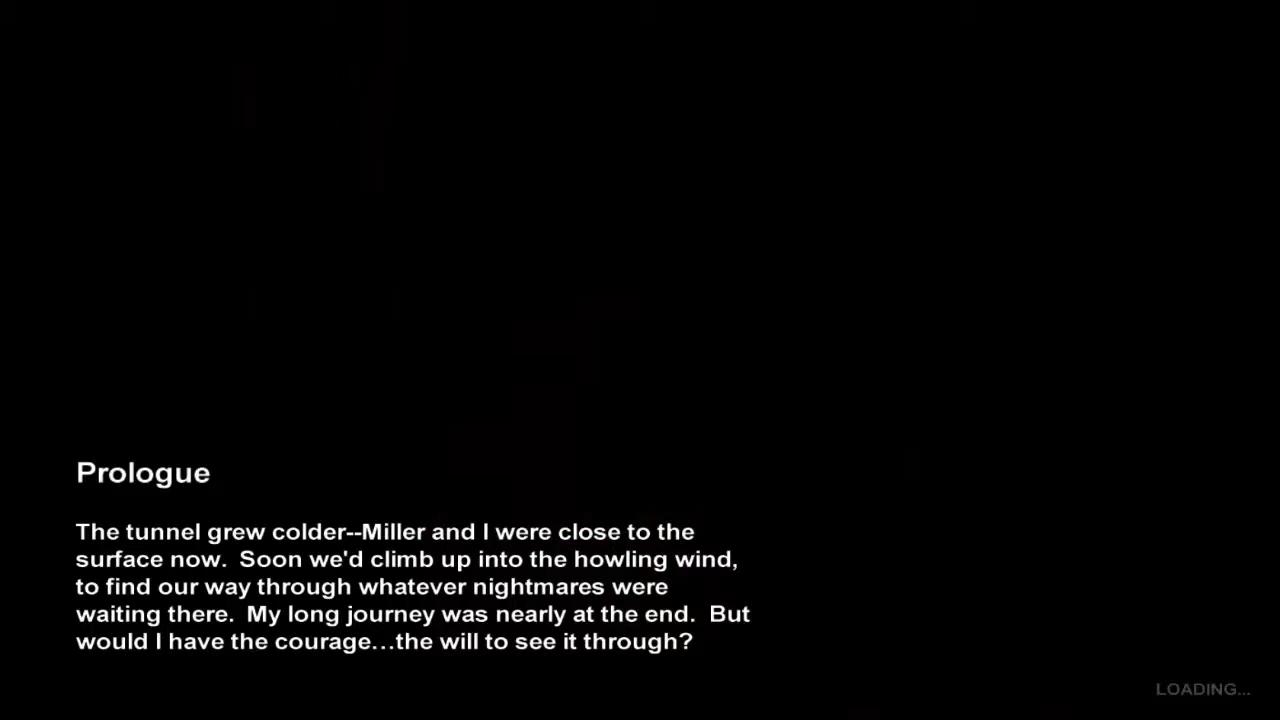 Prologue
The tunnel grew colder--Miller and I were close to the
surface now.  Soon we'd climb up into the howling wind,
to find our way through whatever nightmares were
waiting there.  My long journey was nearly at the end.  But
would I have the courage...the will to see it through?
LOADING...